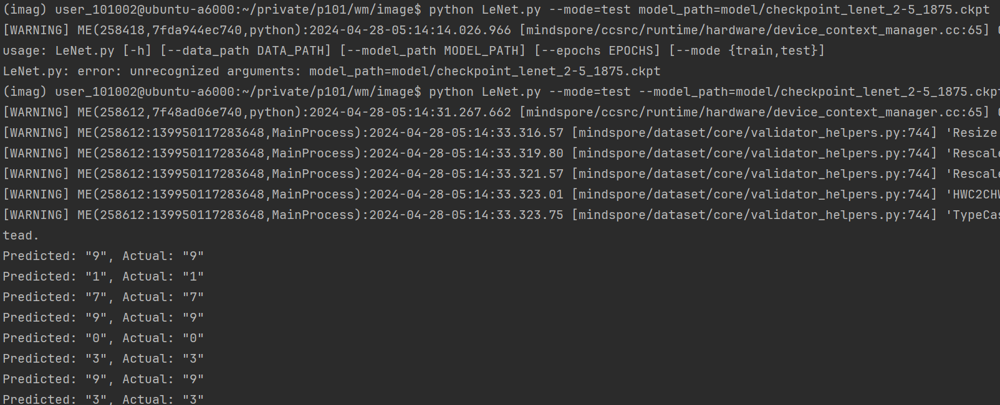 (imag) user_101002@ubuntu-a6000:~/private/p101/wm/image$ python LeNet.py --mode=test model_path=model/checkpoint_lenet_2-5_1875.ckpt
[WARNING] ME(258418,7fda944ec740,python):2024-04-28-05:14:14.026.966 [mindspore/ccsrc/runtime/hardware/device_context_manager.cc:65]
usage: LeNet.py [-h] [--data_path DATA_PATH] [--model_path MODEL_PATH] [--epochs EPOCHS] [--mode {train,test}]
LeNet.py: error: unrecognized arguments: model_path=model/checkpoint_lenet_2-5_1875.ckpt
(imag) user_101002@ubuntu-a6000:~/private/p101/wm/image$ python LeNet.py --mode=test --model_path=model/checkpoint_lenet_2-5_1875.ckpt
[WARNING] ME(258612,7f48ad06e740,python):2024-04-28-05:14:31.267.662 [mindspore/ccsrc/runtime/hardware/device_context_manager.cc:65]
[WARNING] ME(258612:139950117283648,MainProcess):2024-04-28-05:14:33.316.57 [mindspore/dataset/core/validator_helpers.py:744] 'Resize
[WARNING] ME(258612:139950117283648,MainProcess):2024-04-28-05:14:33.319.80 [mindspore/dataset/core/validator_helpers.py:744] 'Rescale
[WARNING] ME(258612:139950117283648,MainProcess):2024-04-28-05:14:33.321.57 [mindspore/dataset/core/validator_helpers.py:744] 'Rescale
[WARNING] ME(258612:139950117283648,MainProcess):2024-04-28-05:14:33.323.01 [mindspore/dataset/core/validator_helpers.py:744] 'HWC2CHW
[WARNING] ME(258612:139950117283648,MainProcess):2024-04-28-05:14:33.323.75 [mindspore/dataset/core/validator_helpers.py:744] 'TypeCas
tead.
Predicted: "9", Actual: "9"
Predicted: "1", Actual: "1"
Predicted: "7", Actual: "7"
Predicted: "9", Actual: "9"
Predicted: "0", Actual: "0"
Predicted: "3", Actual: "3"
Predicted: "9", Actual: "9"
Predicted: "3", Actual: "3"